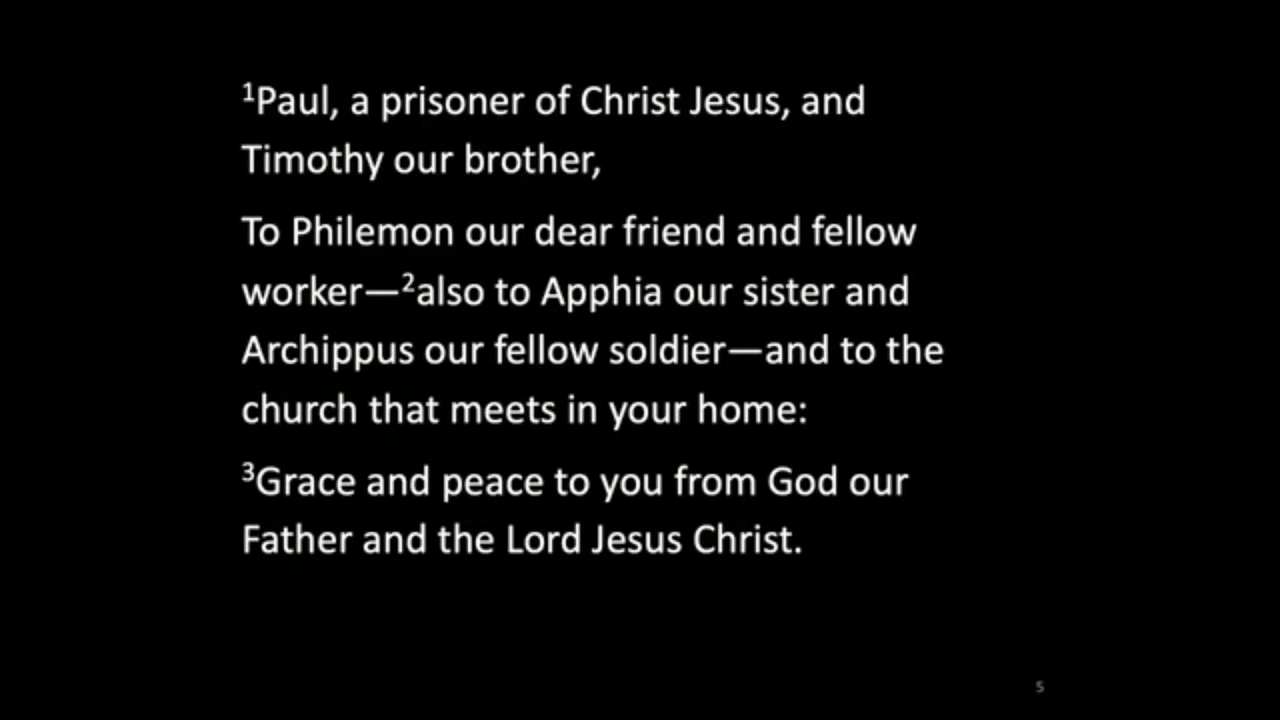 ¹Paul, a prisoner of Christ Jesus, and
Timothy our brother,
To Philemon our dear friend and fellow
worker—²also to Apphia our sister and
Archippus our fellow soldier—and to the
church that meets in your home:
³Grace and peace to you from God our
Father and the Lord Jesus Christ.
5